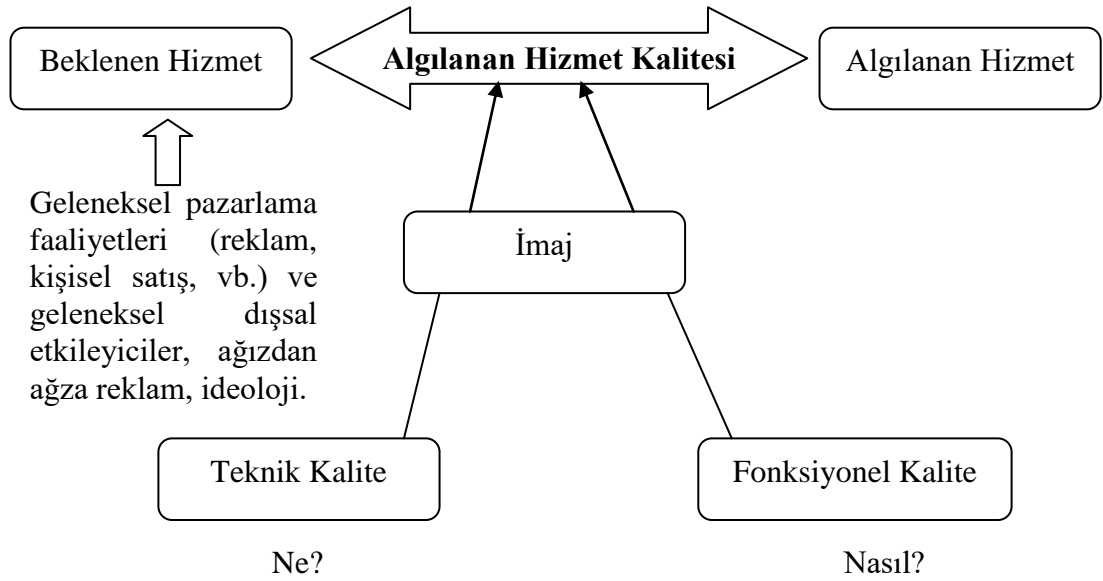 Beklenen Hizmet
Algılanan Hizmet Kalitesi
Algılanan Hizmet
Geleneksel pazarlama
faaliyetleri (reklam,
kişisel satış, vb.) ve
geleneksel dışsal
etkileyiciler, ağızdan
ağza reklam, ideoloji.
İmaj
Teknik Kalite
Fonksiyonel Kalite
Ne?
Nasıl?